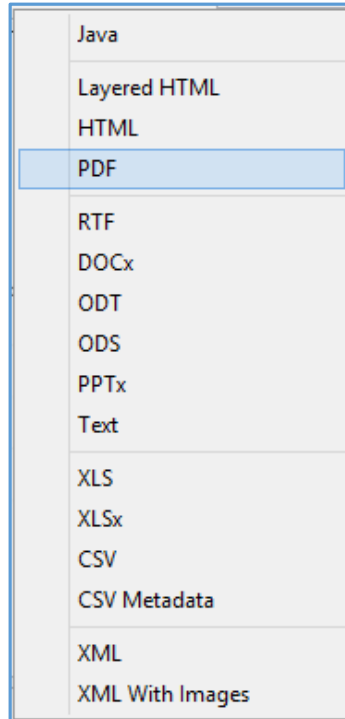 Java
Layered HTML
HTML
PDF
RTF
DOCx
ODT
ODS
PPTx
Text
XLS
XLSx
CSV
CSV Metadata
XML
XML With Images